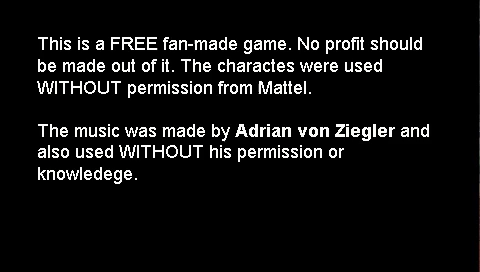 This is a FREE fan-made game. No profit should
be made out of it. The charactes were used
WITHOUT permission from Mattel.
The music was made by Adrian von Ziegler and
also used WITHOUT his permission or
knowledege.